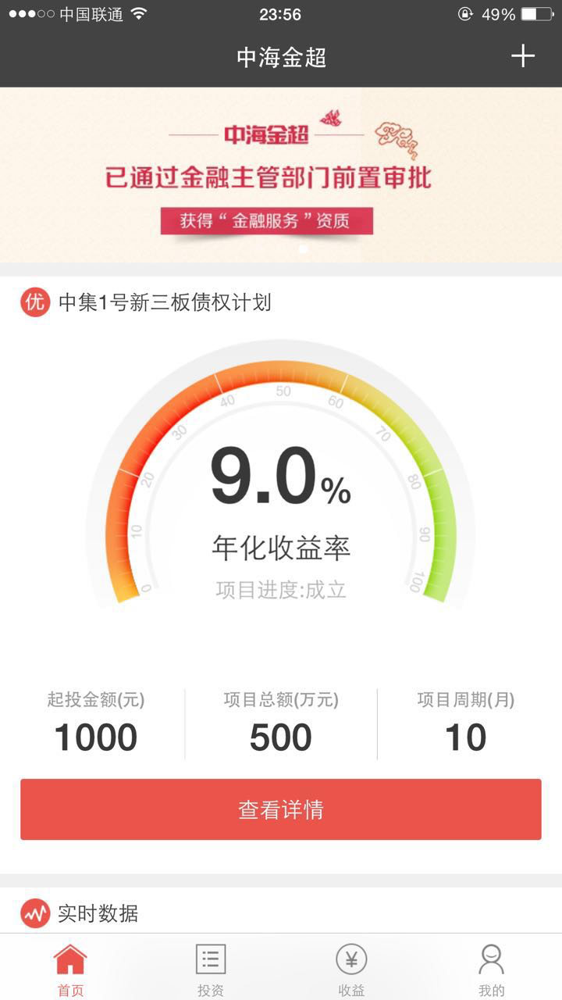 中国联通 23:56 49%
中海金超
中海金超
已通过金融主管部门前置审批
获得“金融服务”资质
优 中集1号新三板债权计划
0 10 20 30 40 50 60 70 80 90 100
9.0%
年化收益率
项目进度:成立
起投金额(元) 项目总额(万元) 项目周期(月)
1000 500 10
查看详情
实时数据
首页 投资 收益 我的